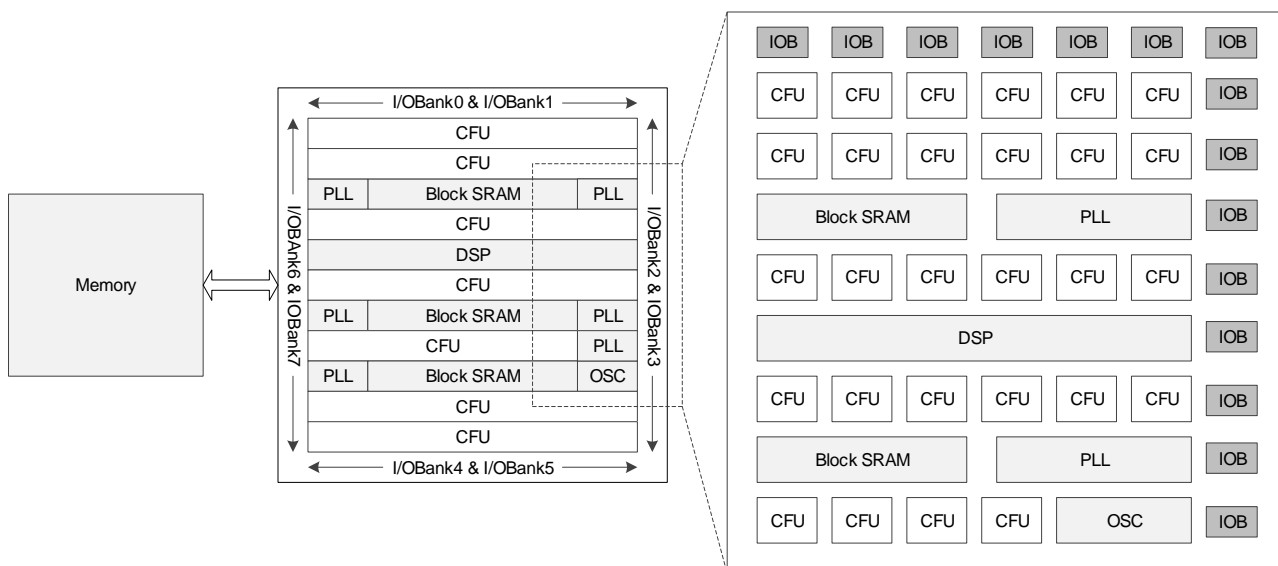 Memory
I/OBank0 & I/OBank1
I/OBAnk6 & IOBank7
CFU
CFU
PLL Block SRAM PLL
CFU
DSP
CFU
PLL Block SRAM PLL
CFU PLL
PLL Block SRAM OSC
CFU
CFU
I/OBank2 & IOBank3
I/OBank4 & I/OBank5
IOB IOB IOB IOB IOB IOB IOB
CFU CFU CFU CFU CFU CFU IOB
CFU CFU CFU CFU CFU CFU IOB
Block SRAM PLL IOB
CFU CFU CFU CFU CFU CFU IOB
DSP IOB
CFU CFU CFU CFU CFU CFU IOB
Block SRAM PLL IOB
CFU CFU CFU CFU OSC IOB